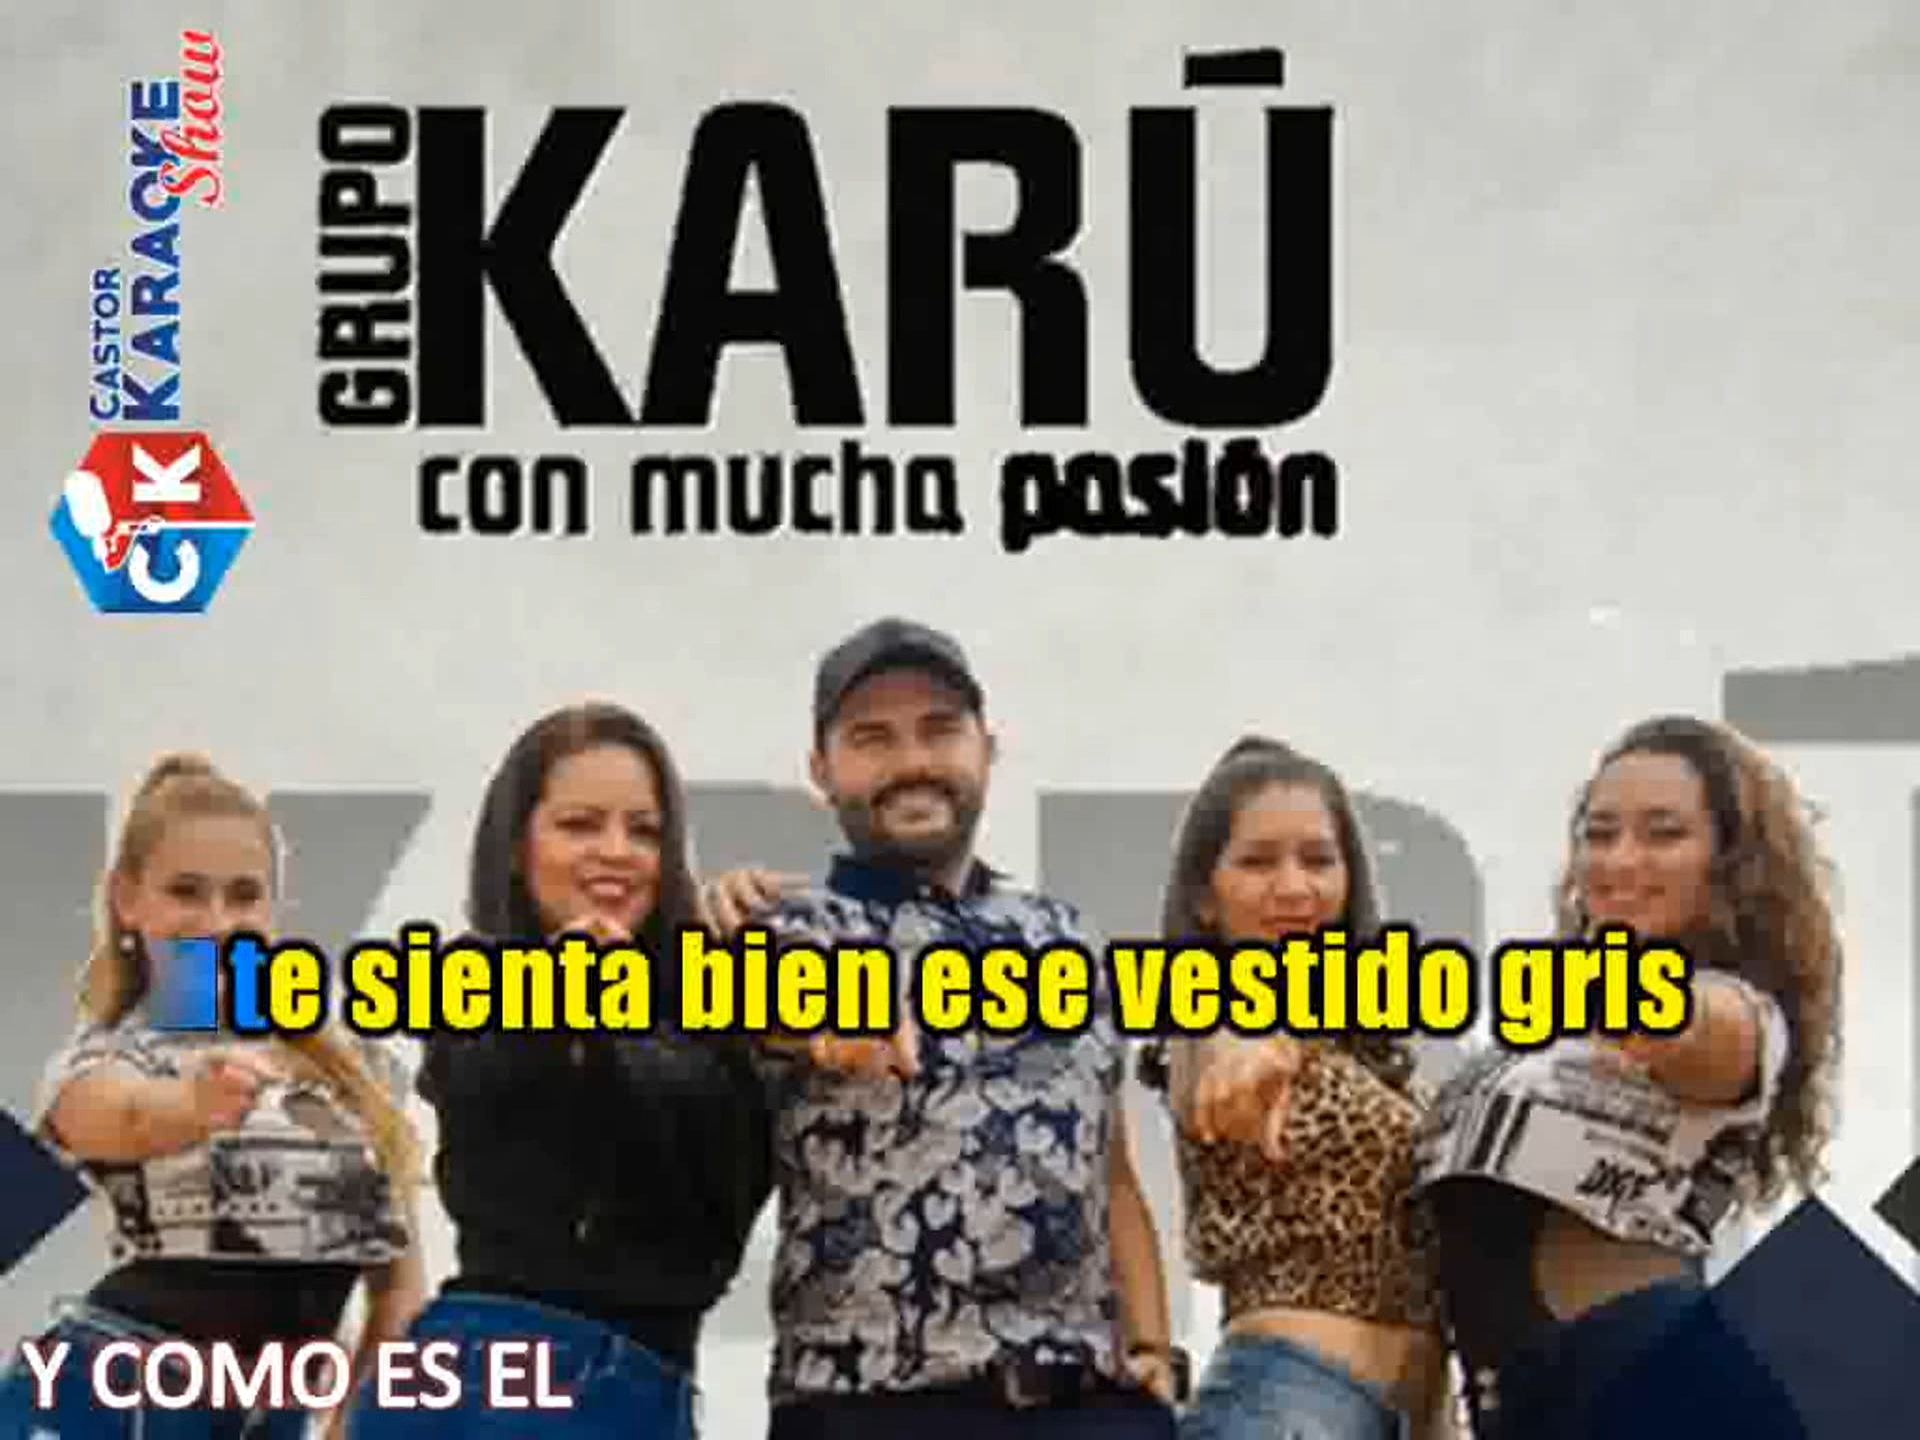 CASTOR
KARAOKE
Show
CK
GRUPO
KARŪ
con mucha pasión
te sienta bien ese vestido gris
Y COMO ES EL